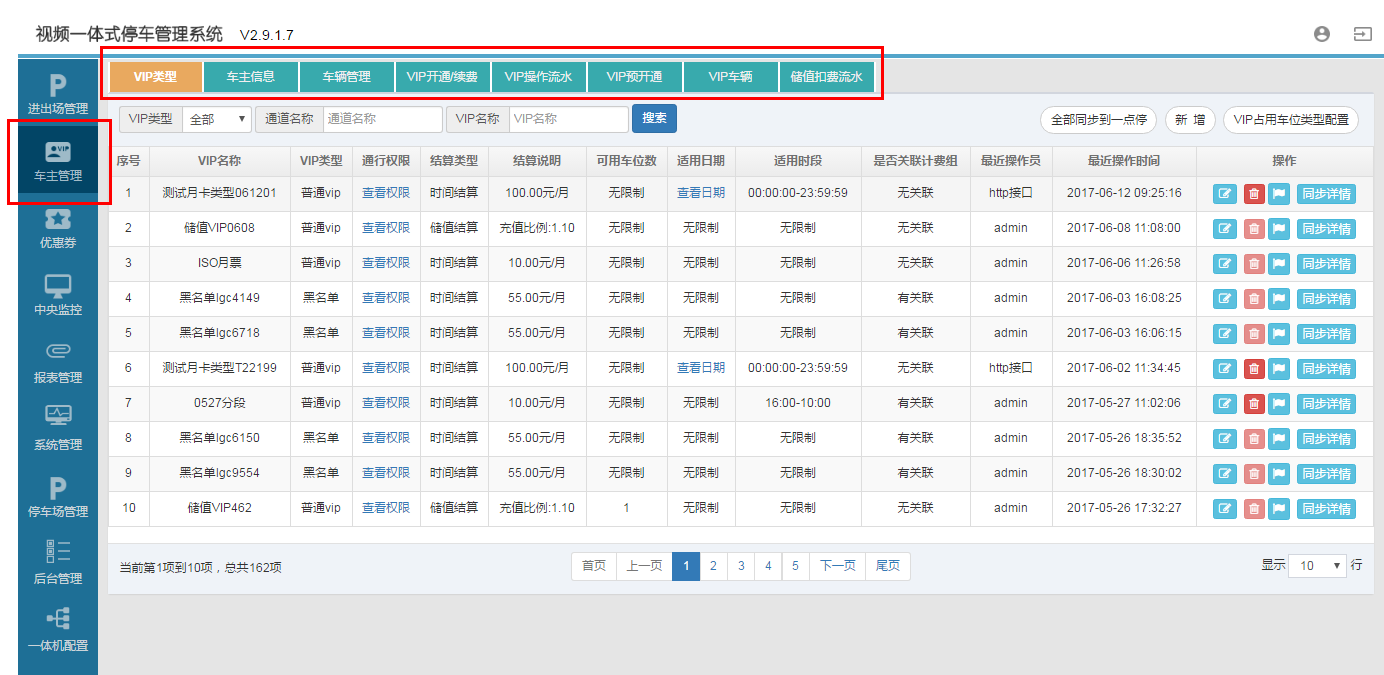 视频一体式停车管理系统 V2.9.1.7
进出场管理
车主管理
优惠券
中央监控
报表管理
系统管理
停车场管理
后台管理
一体机配置
VIP类型 车主信息 车辆管理 VIP开通/续费 VIP操作流水 VIP预开通 VIP车辆 储值扣费流水
VIP类型 全部 通道名称 通道名称 VIP名称 VIP名称 搜索 全部同步到一点停 新 增 VIP占用车位类型配置
序号 VIP名称 VIP类型 通行权限 结算类型 结算说明 可用车位数 适用日期 适用时段 是否关联计费组 最近操作员 最近操作时间 操作
1 测试月卡类型061201 普通vip 查看权限 时间结算 100.00元/月 无限制 查看日期 00:00:00-23:59:59 无关联 http接口 2017-06-12 09:25:16 同步详情
2 储值VIP0608 普通vip 查看权限 储值结算 充值比例:1.10 无限制 无限制 无限制 无关联 admin 2017-06-08 11:08:00 同步详情
3 ISO月票 普通vip 查看权限 时间结算 10.00元/月 无限制 无限制 无限制 无关联 admin 2017-06-06 11:26:58 同步详情
4 黑名单lgc4149 黑名单 查看权限 时间结算 55.00元/月 无限制 无限制 无限制 有关联 admin 2017-06-03 16:08:25 同步详情
5 黑名单lgc6718 黑名单 查看权限 时间结算 55.00元/月 无限制 无限制 无限制 有关联 admin 2017-06-03 16:06:15 同步详情
6 测试月卡类型T22199 普通vip 查看权限 时间结算 100.00元/月 无限制 查看日期 00:00:00-23:59:59 无关联 http接口 2017-06-02 11:34:45 同步详情
7 0527分段 普通vip 查看权限 时间结算 10.00元/月 无限制 无限制 16:00-10:00 有关联 admin 2017-05-27 11:02:06 同步详情
8 黑名单lgc6150 黑名单 查看权限 时间结算 55.00元/月 无限制 无限制 无限制 有关联 admin 2017-05-26 18:35:52 同步详情
9 黑名单lgc9554 黑名单 查看权限 时间结算 55.00元/月 无限制 无限制 无限制 有关联 admin 2017-05-26 18:30:02 同步详情
10 储值VIP462 普通vip 查看权限 储值结算 充值比例:1.10 1 无限制 无限制 无关联 admin 2017-05-26 17:32:27 同步详情
当前第1项到10项，总共162项 首页 上一页 1 2 3 4 5 下一页 尾页 显示 10 行